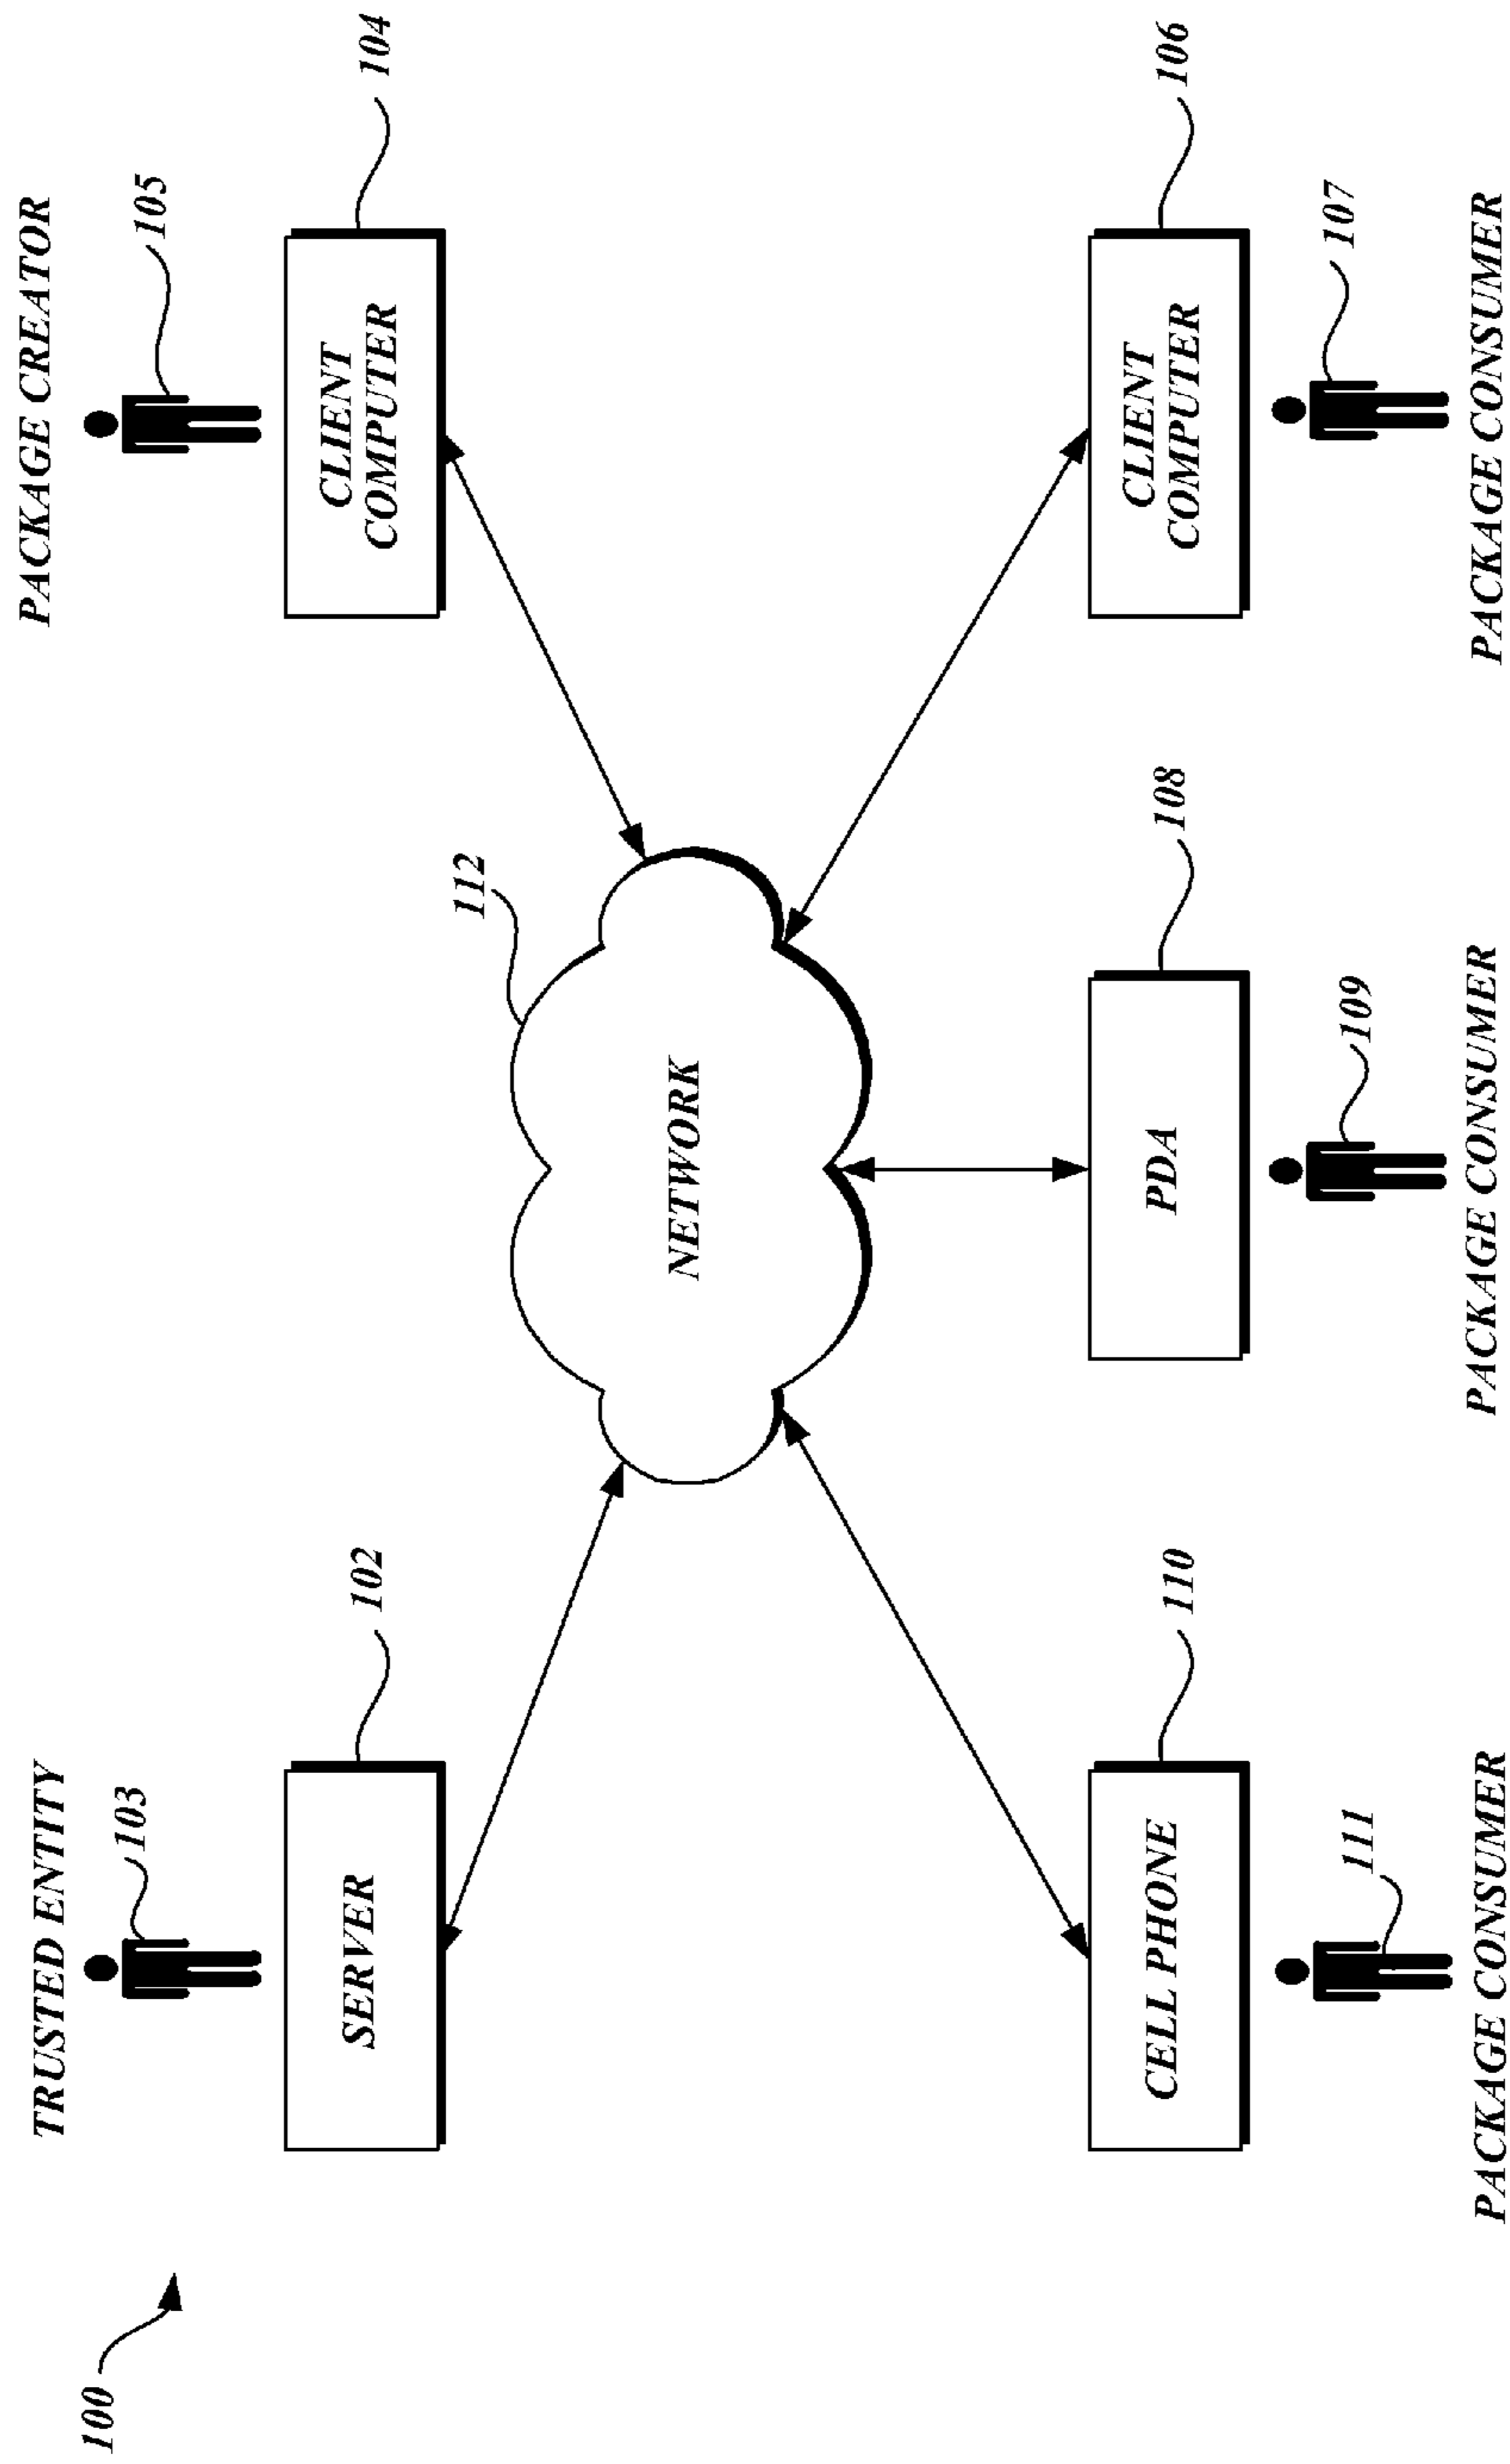 100
TRUSTED ENTITY
103
PACKAGE CREATOR
105
SERVER
102
CLIENT
COMPUTER
104
112
NETWORK
CELL PHONE
110
PDA
108
CLIENT
COMPUTER
106
111
109
107
PACKAGE CONSUMER
PACKAGE CONSUMER
PACKAGE CONSUMER